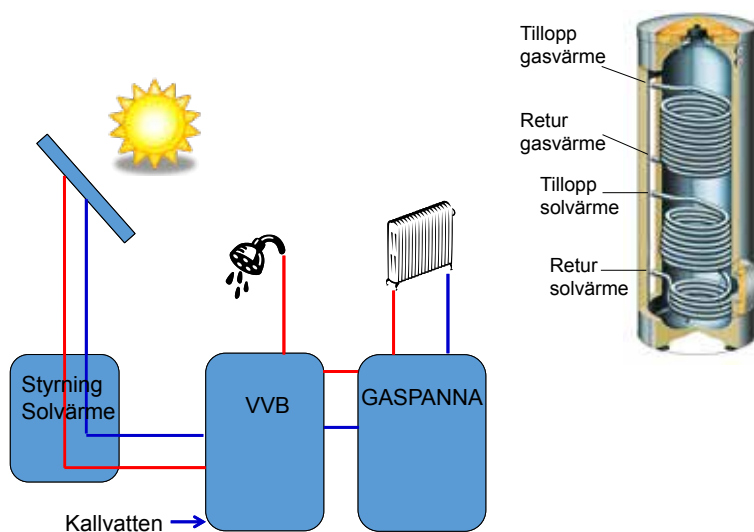 Tillopp
gasvärme
Retur
gasvärme
Tillopp
solvärme
Retur
solvärme
Styrning
Solvärme
VVB
GASPANNA
Kallvatten